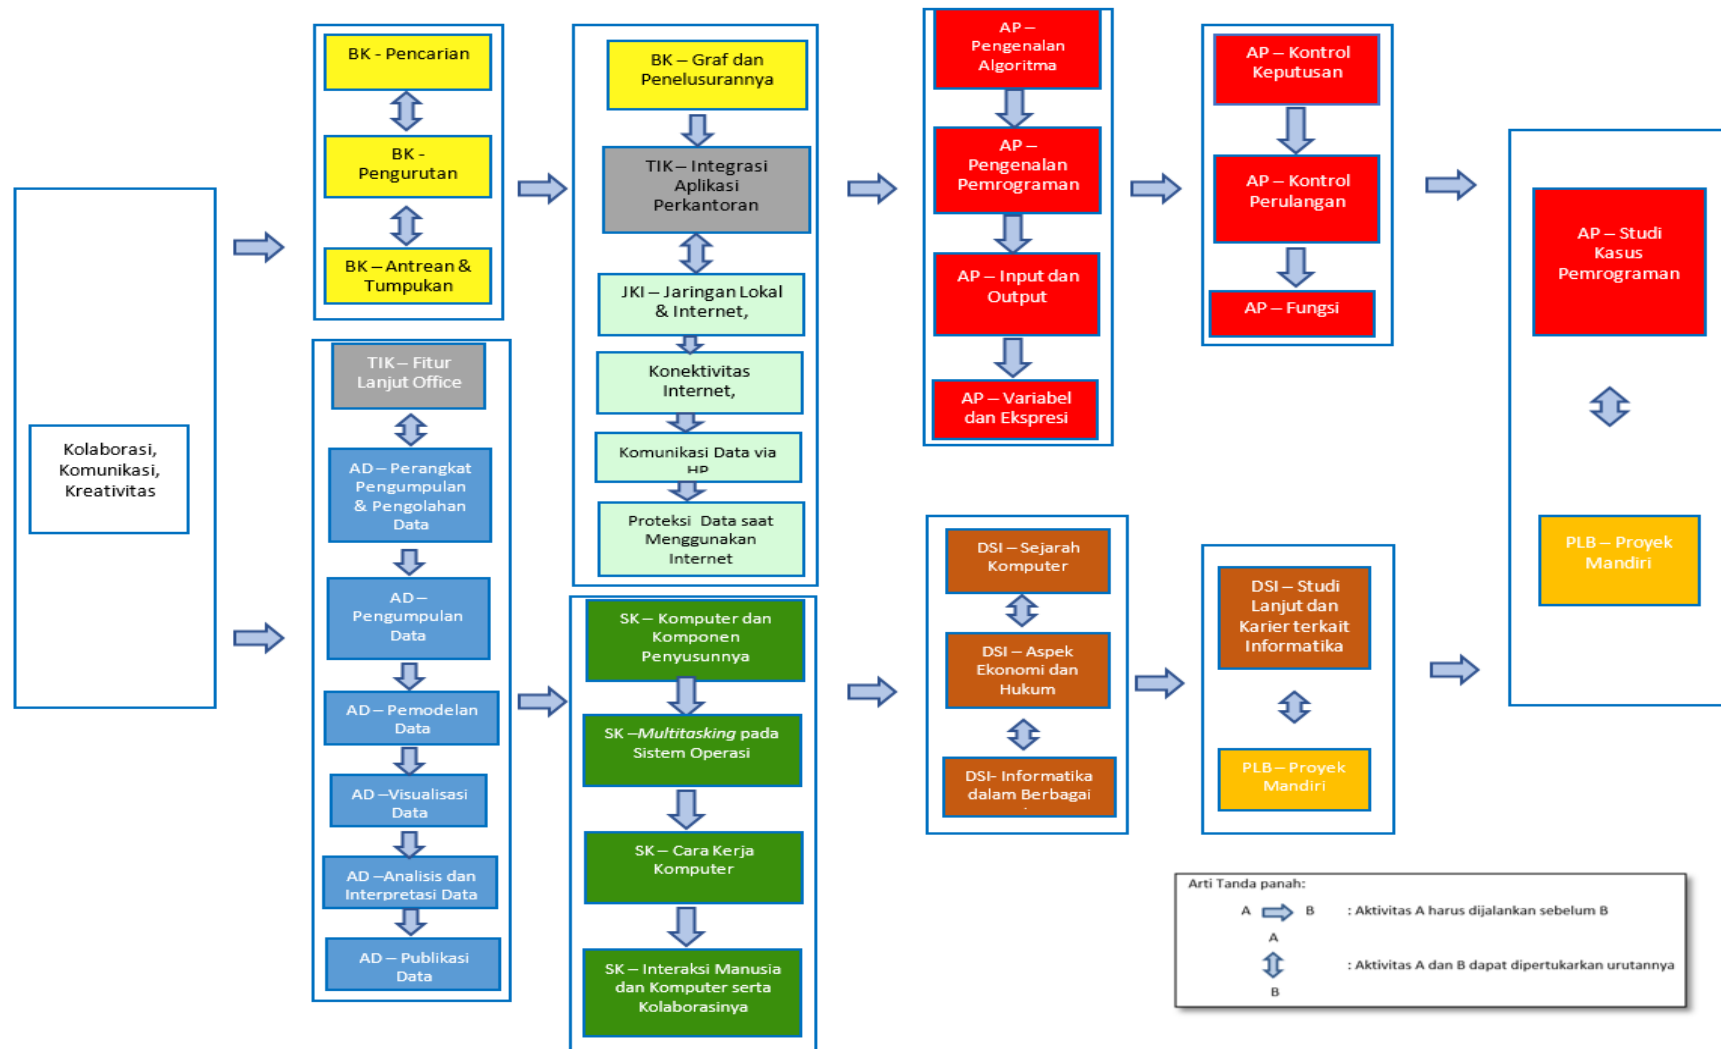 Kolaborasi,
Komunikasi,
Kreativitas
BK - Pencarian
BK -
Pengurutan
BK – Antrean &
Tumpukan
TIK – Fitur
Lanjut Office
AD – Perangkat
Pengumpulan
& Pengolahan
Data
AD –
Pengumpulan
Data
AD – Pemodelan
Data
AD –Visualisasi
Data
AD –Analisis dan
Interpretasi Data
AD – Publikasi
Data
BK – Graf dan
Penelusurannya
TIK – Integrasi
Aplikasi
Perkantoran
JKI – Jaringan Lokal
& Internet,
Konektivitas
Internet,
Komunikasi Data via
HP
Proteksi Data saat
Menggunakan
Internet
SK – Komputer dan
Komponen
Penyusunnya
SK –Multitasking pada
Sistem Operasi
SK – Cara Kerja
Komputer
SK – Interaksi Manusia
dan Komputer serta
Kolaborasinya
AP –
Pengenalan
Algoritma
AP –
Pengenalan
Pemrograman
AP – Input dan
Output
AP – Variabel
dan Ekspresi
DSI – Sejarah
Komputer
DSI – Aspek
Ekonomi dan
Hukum
DSI- Informatika
dalam Berbagai
AP – Kontrol
Keputusan
AP – Kontrol
Perulangan
AP – Fungsi
DSI – Studi
Lanjut dan
Karier terkait
Informatika
PLB – Proyek
Mandiri
AP – Studi
Kasus
Pemrograman
PLB – Proyek
Mandiri
Arti Tanda panah:
A B : Aktivitas A harus dijalankan sebelum B
A
: Aktivitas A dan B dapat dipertukarkan urutannya
B